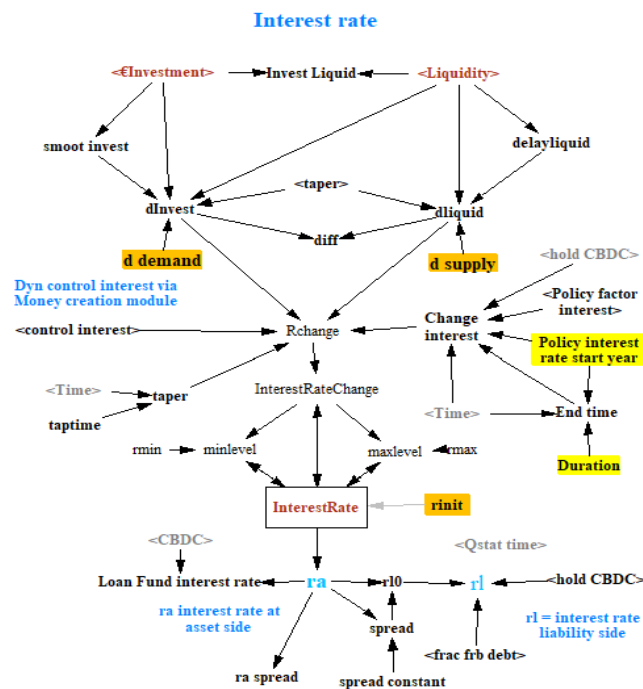 Interest rate
<€Investment>
Invest Liquid
<Liquidity>
smoot invest
delayliquid
<taper>
dInvest
dliquid
diff
d demand
d supply
<hold CBDC>
Dyn control interest via
Money creation module
<Policy factor
interest>
<control interest>
Rchange
Change
interest
Policy interest
rate start year
<Time>
taper
InterestRateChange
<Time>
End time
taptime
rmin
minlevel
maxlevel
rmax
Duration
InterestRate
rinit
<CBDC>
<Qstat time>
Loan Fund interest rate
ra
rl0
rl
<hold CBDC>
ra interest rate at
asset side
spread
rl = interest rate
liability side
<frac frb debt>
ra spread
spread constant